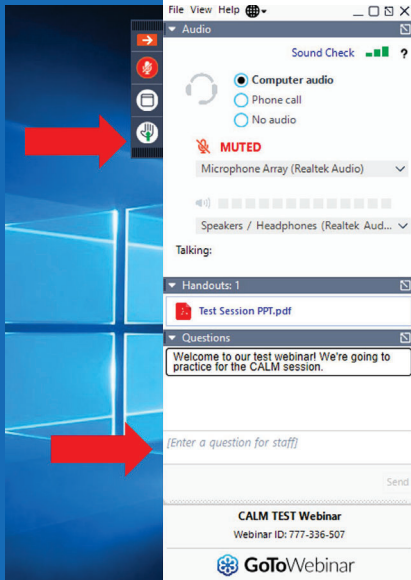 File View Help
Audio
Sound Check ?
Computer audio
Phone call
No audio
MUTED
Microphone Array (Realtek Audio)
Speakers / Headphones (Realtek Aud...
Talking:
Handouts: 1
Test Session PPT.pdf
Questions
Welcome to our test webinar! We're going to
practice for the CALM session.
[Enter a question for staff]
Send
CALM TEST Webinar
Webinar ID: 777-336-507
GoToWebinar